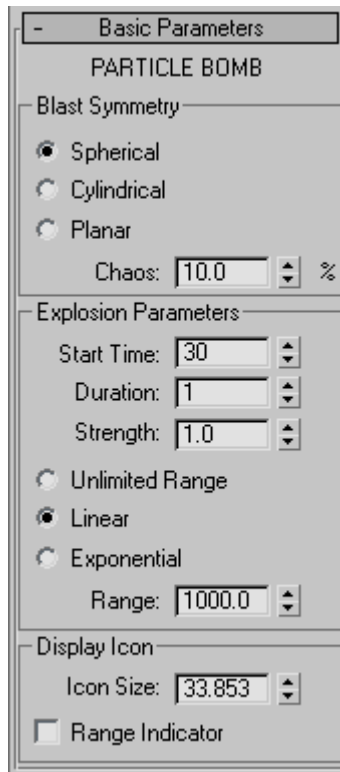 - Basic Parameters
PARTICLE BOMB
Blast Symmetry
Spherical
Cylindrical
Planar
Chaos: 10.0 %
Explosion Parameters
Start Time: 30
Duration: 1
Strength: 1.0
Unlimited Range
Linear
Exponential
Range: 1000.0
Display Icon
Icon Size: 33.853
Range Indicator